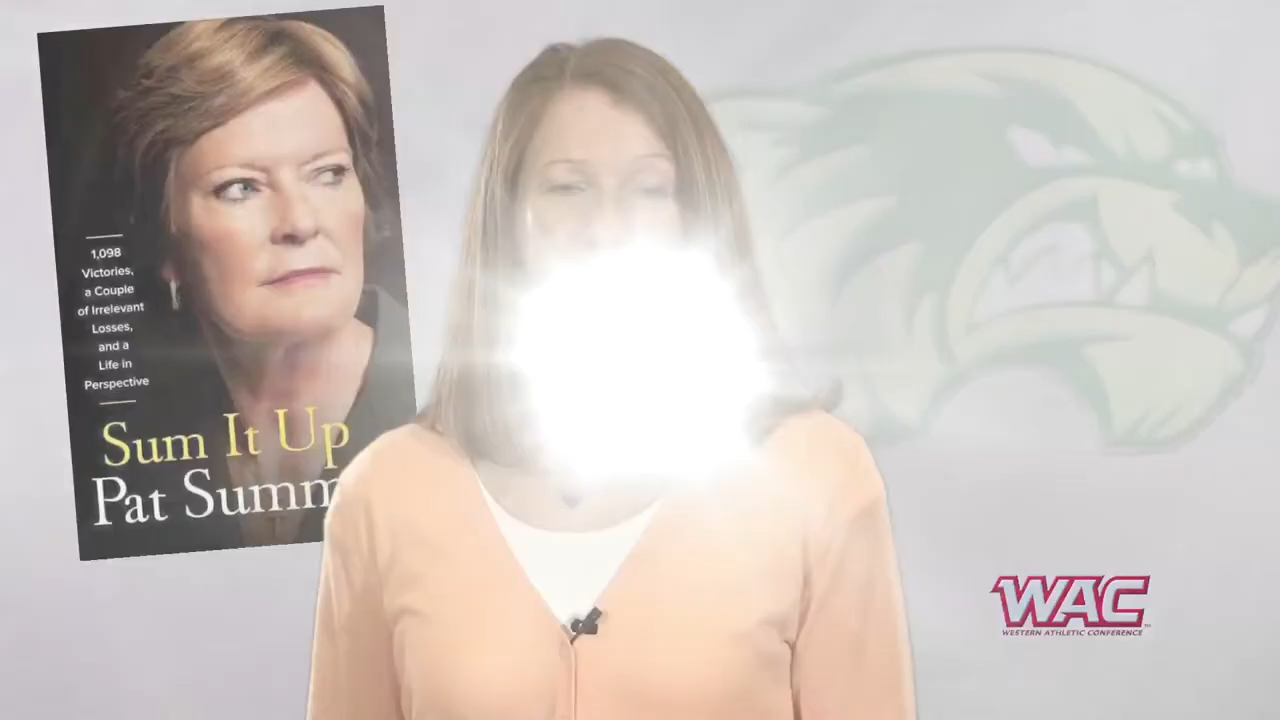 1,098
Victories,
a Couple
of Irrelevant
Losses,
and a
Life in
Perspective
Sum It Up
Pat Summ
WAC
WESTERN ATHLETIC CONFERENCE